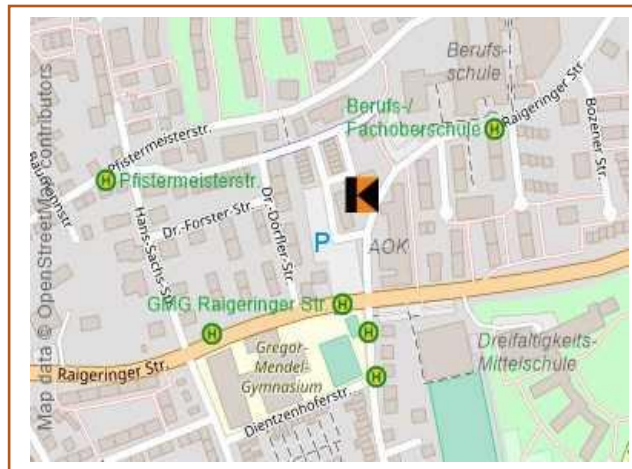 Map data © OpenStreetMap contributors
Berufs-
schule
Berufs-/
Fachoberschule
Raigeringer Str.
Bozener Str.
Pfistermeisterstr.
Pfistermeisterstr.
Hans-Sachs-Str.
Dr.-Forster-Str.
Dr.-Dörfler-Str.
P
AOK
GMG Raigeringer Str.
Raigeringer Str.
Gregor-
Mendel-
Gymnasium
Dreifaltigkeits-
Mittelschule
Dientzenhoferstr.
H
H
H
H
H
H